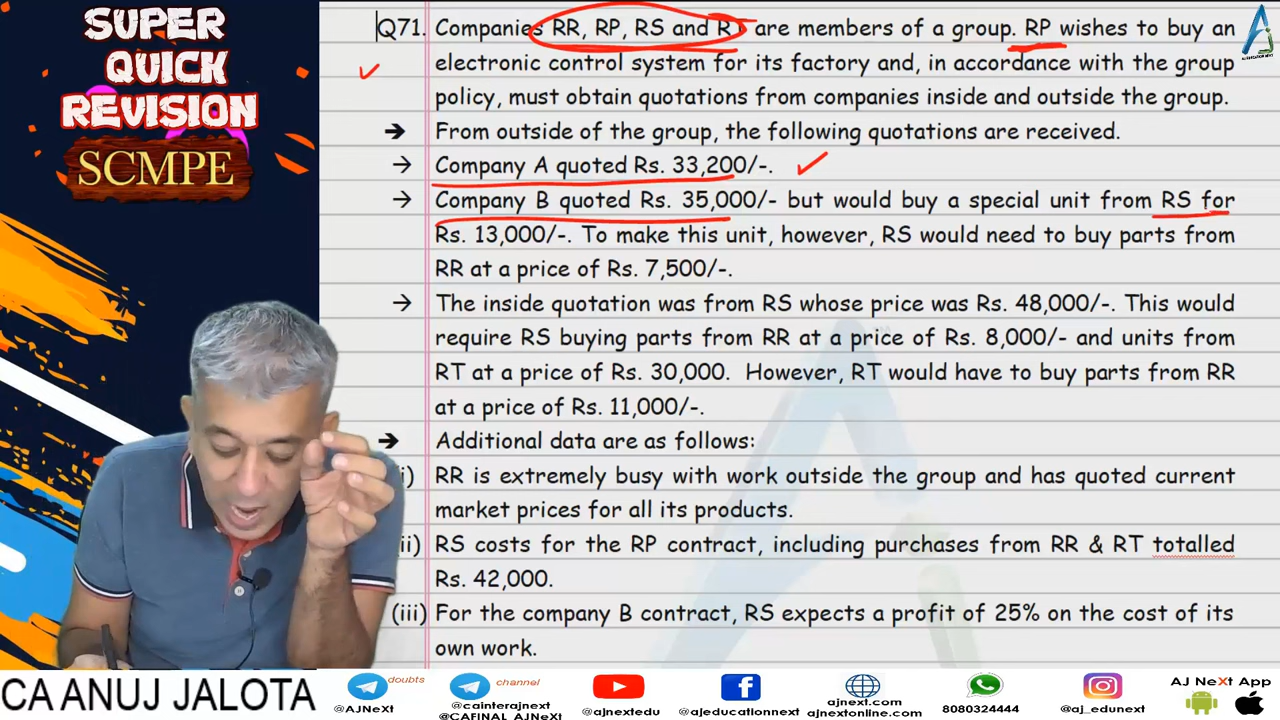 SUPER
QUICK
REVISION
SCMPE
Q71. Companies RR, RP, RS and RT are members of a group. RP wishes to buy an
electronic control system for its factory and, in accordance with the group
policy, must obtain quotations from companies inside and outside the group.
➔ From outside of the group, the following quotations are received.
→ Company A quoted Rs. 33,200/-.
→ Company B quoted Rs. 35,000/- but would buy a special unit from RS for
Rs. 13,000/-. To make this unit, however, RS would need to buy parts from
RR at a price of Rs. 7,500/-.
→ The inside quotation was from RS whose price was Rs. 48,000/-. This would
require RS buying parts from RR at a price of Rs. 8,000/- and units from
RT at a price of Rs. 30,000. However, RT would have to buy parts from RR
at a price of Rs. 11,000/-.
➔ Additional data are as follows:
i) RR is extremely busy with work outside the group and has quoted current
market prices for all its products.
ii) RS costs for the RP contract, including purchases from RR & RT totalled
Rs. 42,000.
(iii) For the company B contract, RS expects a profit of 25% on the cost of its
own work.
CA ANUJ JALOTA
doubts
@AJNeXt
channel
@cainterajnext
@CAFINAL_AJNeXt
@ajnextedu
@ajeducationnext
ajnext.com
ajnextonline.com
8080324444
@aj_edunext
AJ NeXt App